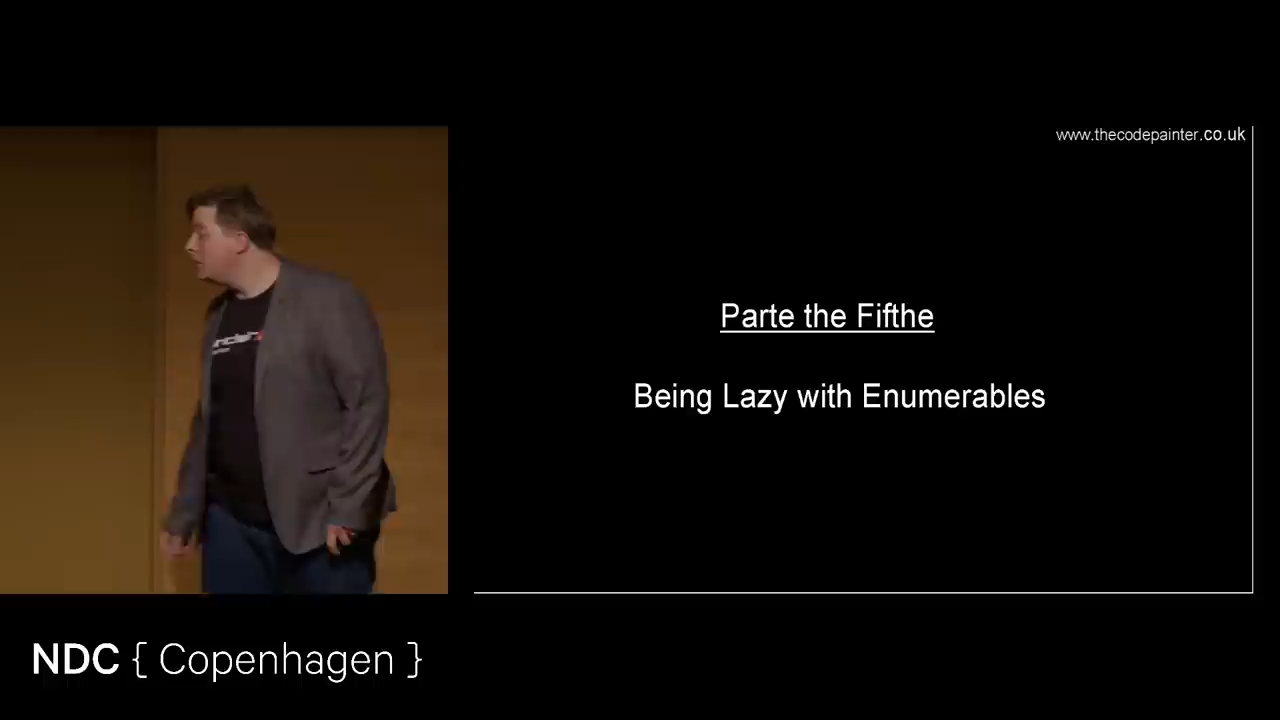 www.thecodepainter.co.uk
Parte the Fifthe
Being Lazy with Enumerables
NDC { Copenhagen }